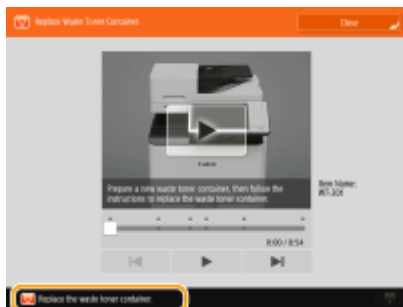 Replace Waste Toner Container
Close
Canon
Prepare a new waste toner container, then follow the
instructions to replace the waste toner container.
Item Name:
WT-201
0:00 / 0:54
Replace the waste toner container.